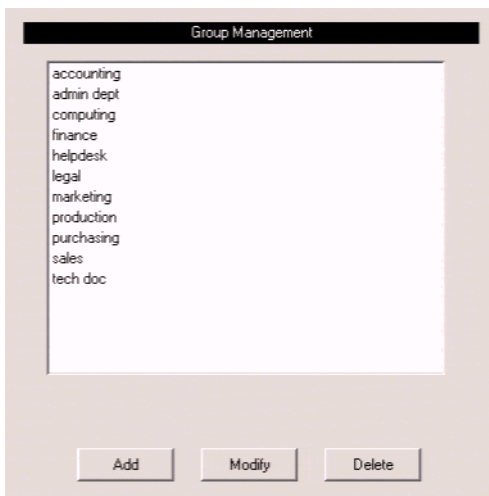 Group Management
accounting
admin dept
computing
finance
helpdesk
legal
marketing
production
purchasing
sales
tech doc
Add Modify Delete